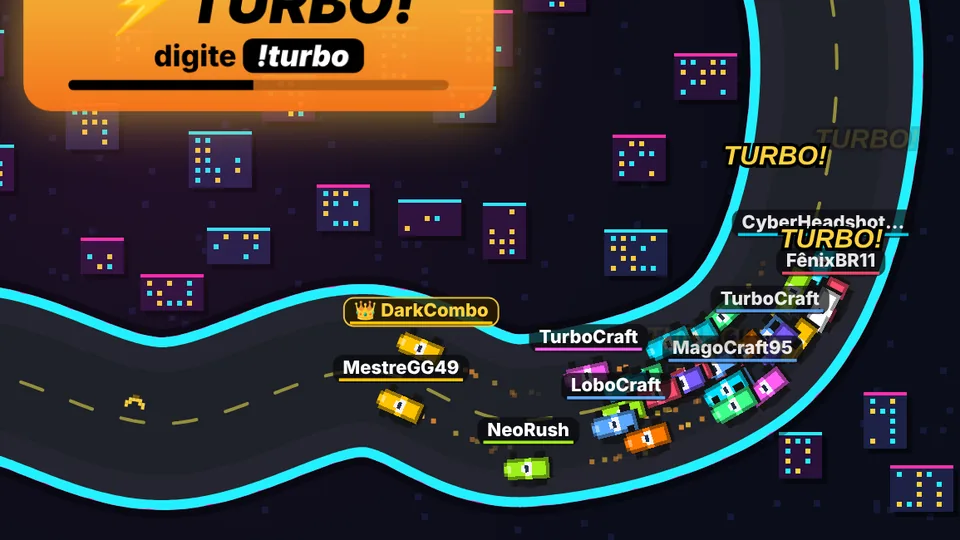 TURBO!
digite !turbo
TURBO!
TURBO!
CyberHeadshot...
TURBO!
FênixBR11
TurboCraft
👑 DarkCombo
TurboCraft
MagoCraft95
MestreGG49
LoboCraft
NeoRush